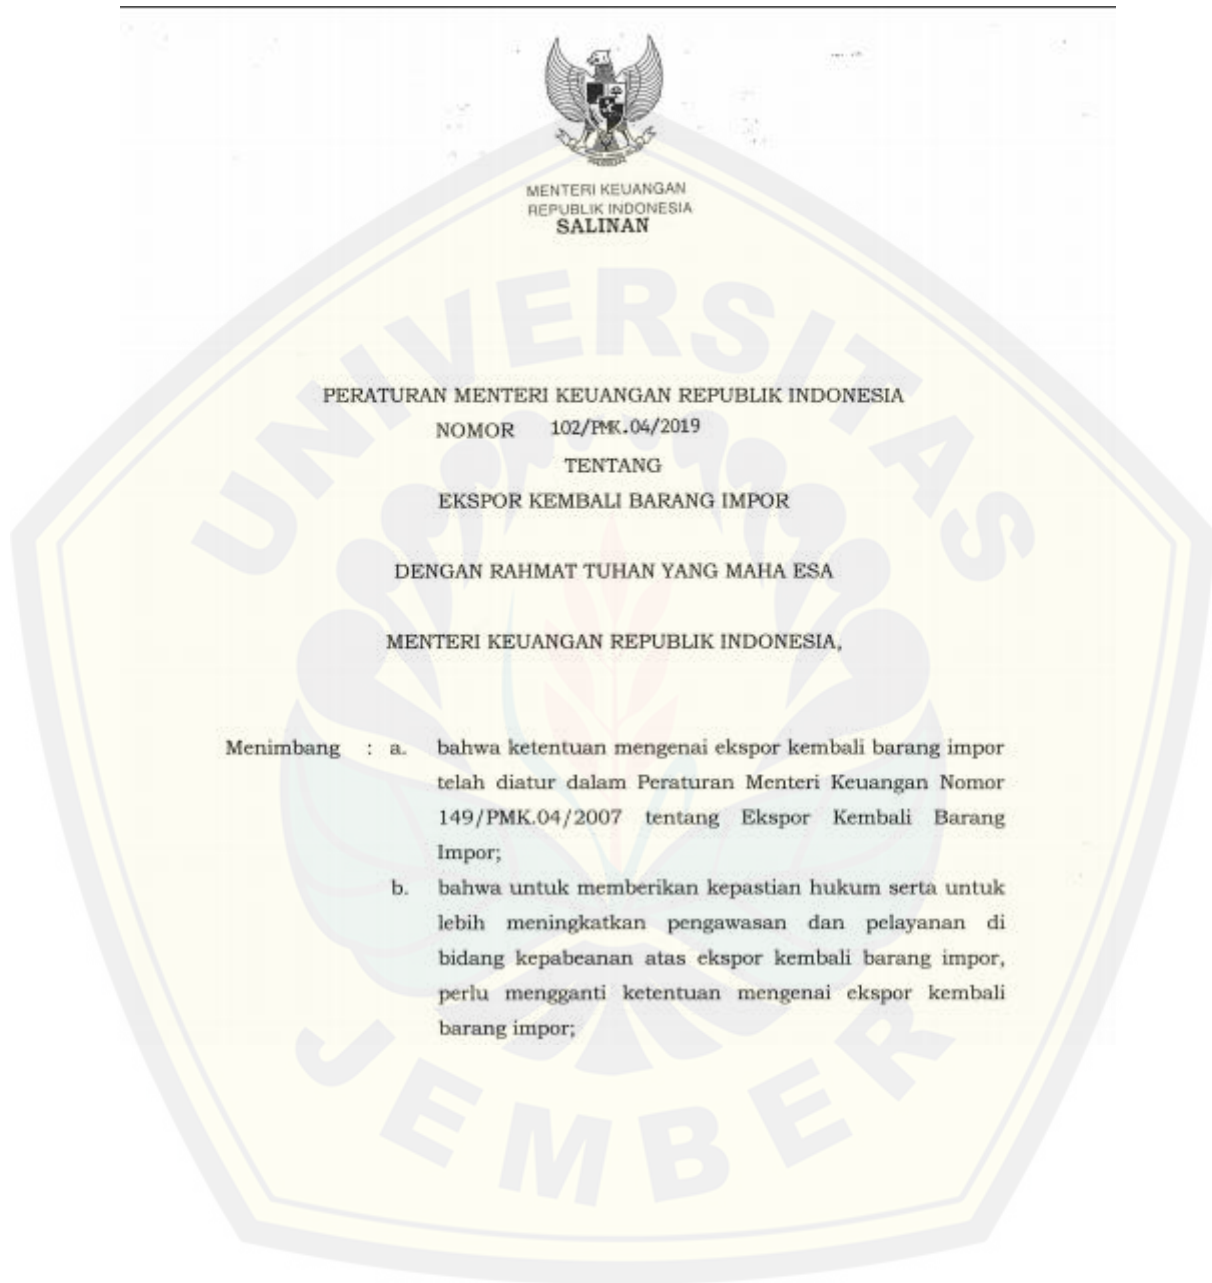 MENTERI KEUANGAN
REPUBLIK INDONESIA
SALINAN
PERATURAN MENTERI KEUANGAN REPUBLIK INDONESIA
NOMOR 102/PMK.04/2019
TENTANG
EKSPOR KEMBALI BARANG IMPOR
DENGAN RAHMAT TUHAN YANG MAHA ESA
MENTERI KEUANGAN REPUBLIK INDONESIA,
Menimbang : a. bahwa ketentuan mengenai ekspor kembali barang impor
telah diatur dalam Peraturan Menteri Keuangan Nomor
149/PMK.04/2007 tentang Ekspor Kembali Barang
Impor;
b. bahwa untuk memberikan kepastian hukum serta untuk
lebih meningkatkan pengawasan dan pelayanan di
bidang kepabeanan atas ekspor kembali barang impor,
perlu mengganti ketentuan mengenai ekspor kembali
barang impor;
UNIVERSITAS
JEMBER